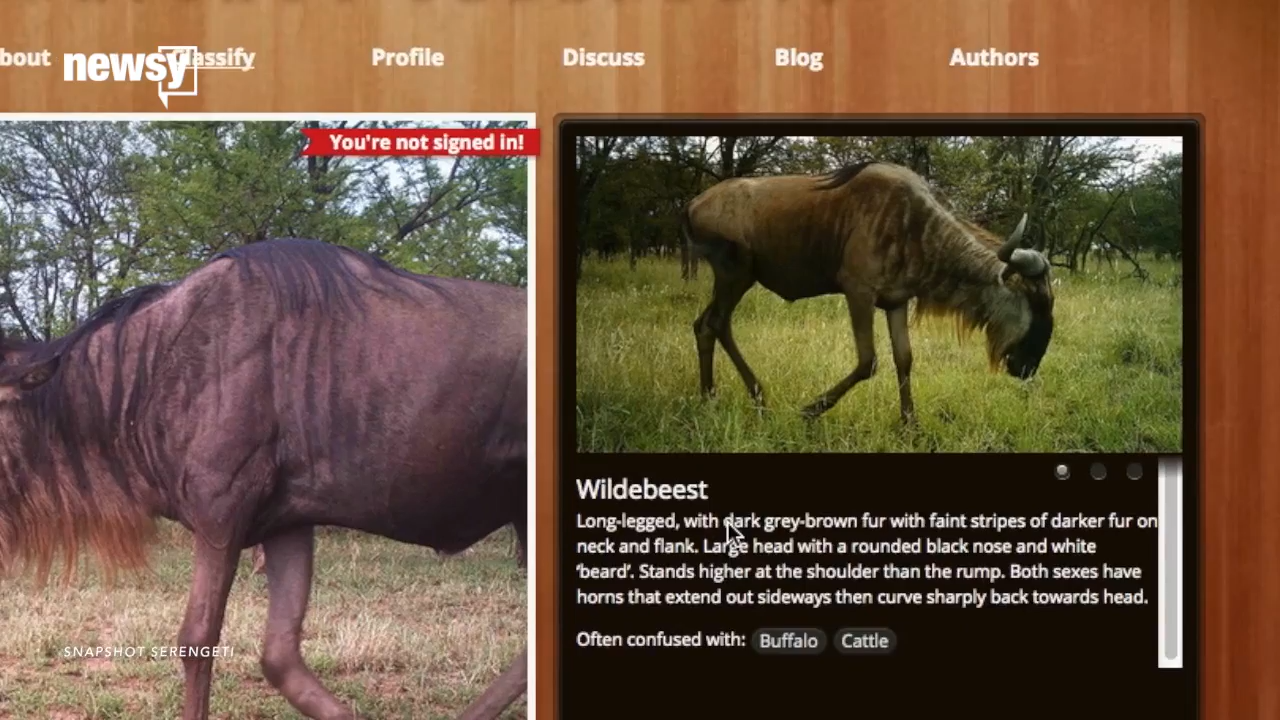 bout
Classify
Profile
Discuss
Blog
Authors
newsy
You're not signed in!
Wildebeest
Long-legged, with dark grey-brown fur with faint stripes of darker fur on
neck and flank. Large head with a rounded black nose and white
‘beard’. Stands higher at the shoulder than the rump. Both sexes have
horns that extend out sideways then curve sharply back towards head.
Often confused with: Buffalo Cattle
SNAPSHOT SERENGETI